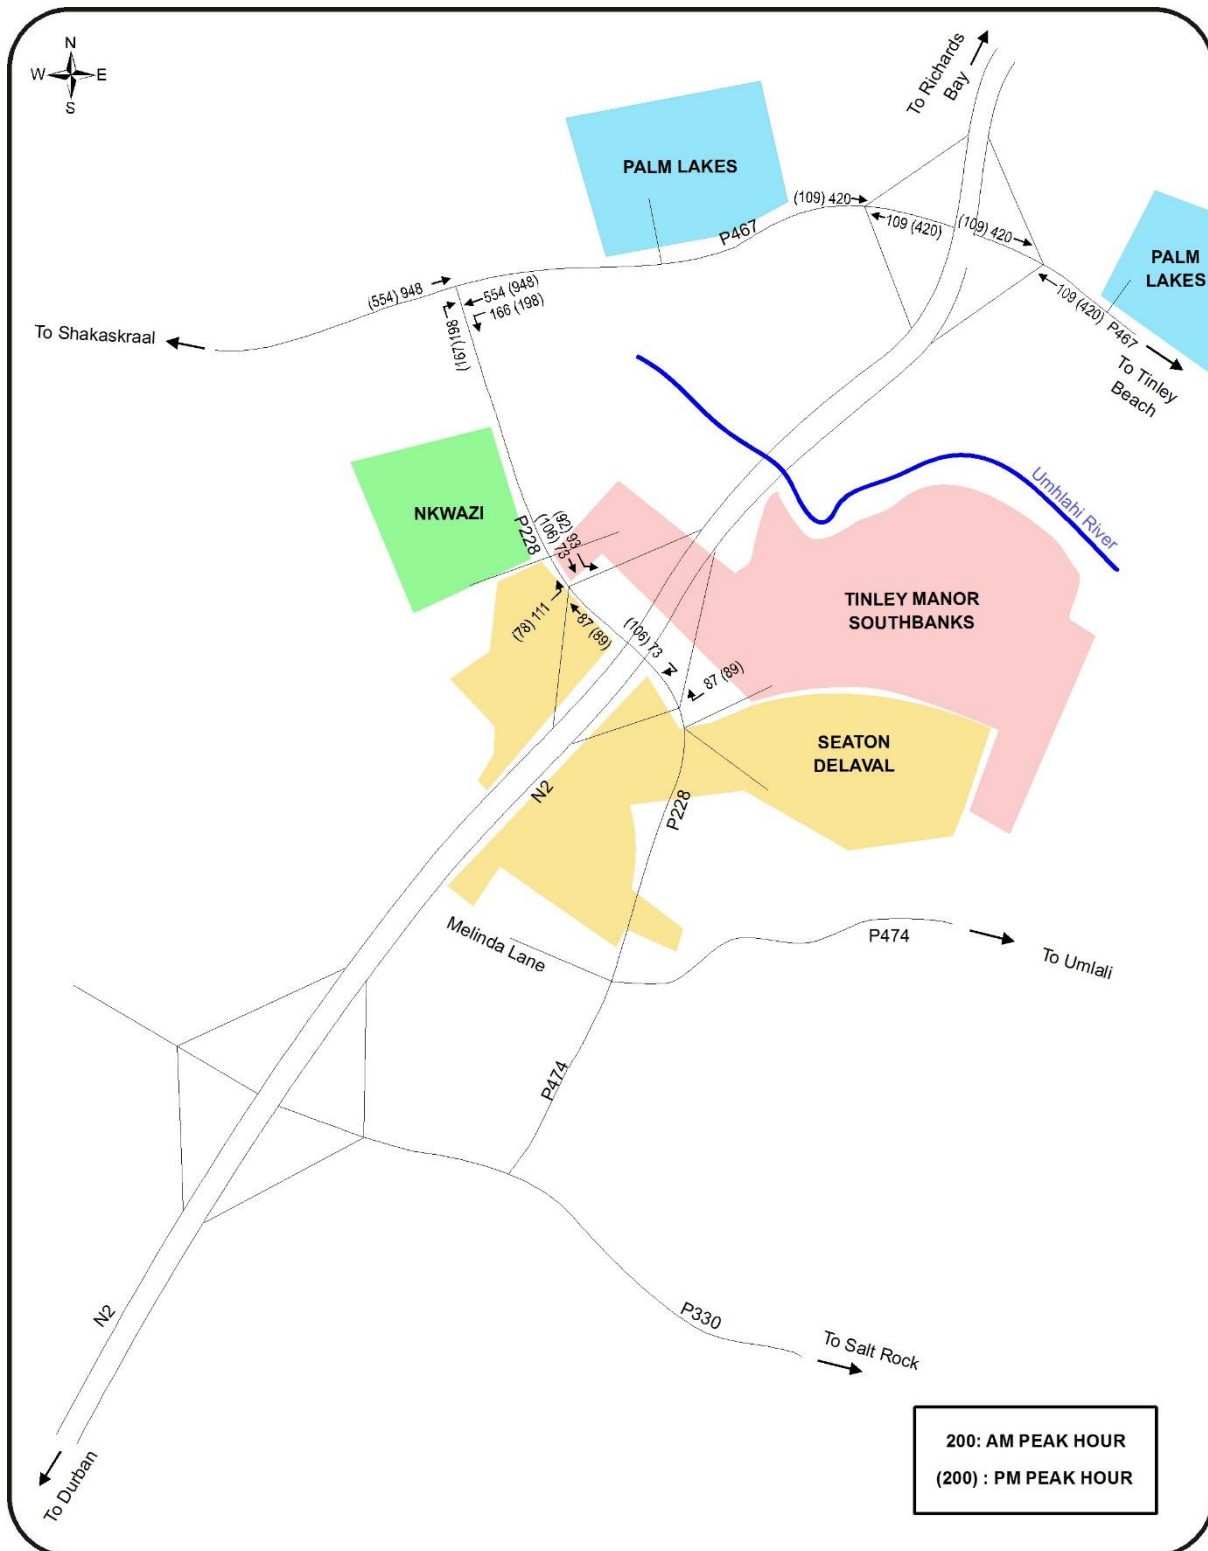 N
W
E
S
To Richards
Bay
PALM LAKES
(109) 420
109 (420)
(109) 420
P467
PALM
LAKES
109 (420)
P467
To Tinley
Beach
(554) 948
554 (948)
166 (198)
(167)198
To Shakaskraal
NKWAZI
P228
(92) 93
(106) 73
Umhlahi River
TINLEY MANOR
SOUTHBANKS
(78) 111
87 (89)
(106) 73
87 (89)
SEATON
DELAVAL
N2
P228
Melinda Lane
P474
To Umlali
P474
N2
P330
To Salt Rock
To Durban
200: AM PEAK HOUR
(200) : PM PEAK HOUR